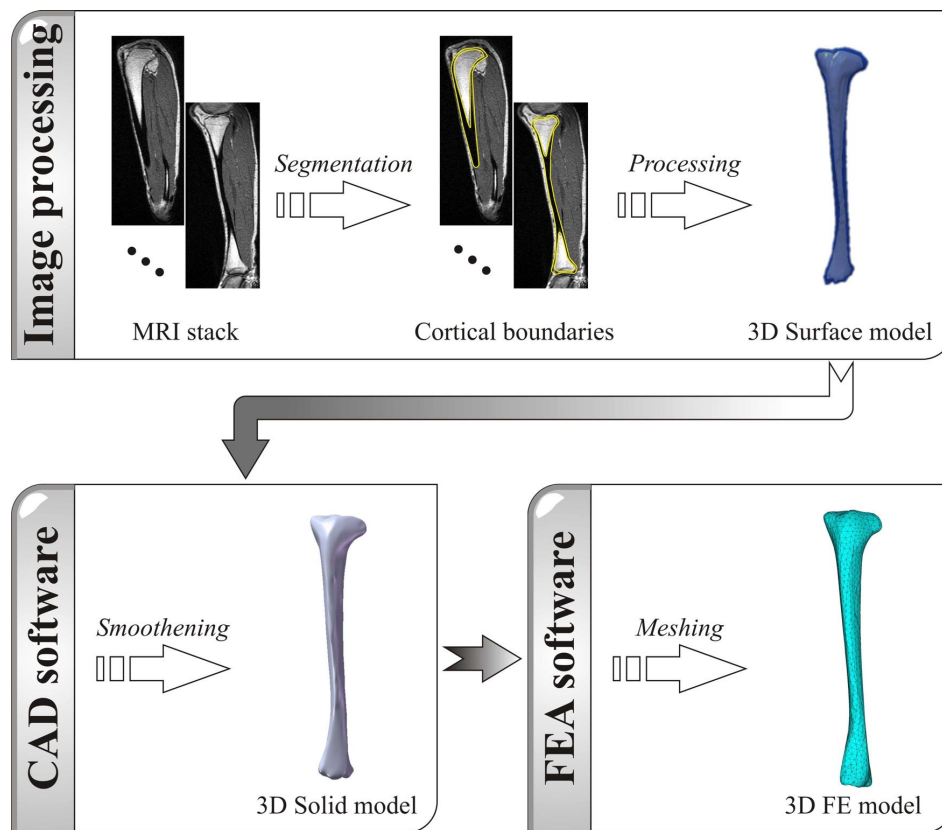 Image processing
Segmentation
Processing
MRI stack
Cortical boundaries
3D Surface model
CAD software
Smoothening
3D Solid model
FEA software
Meshing
3D FE model